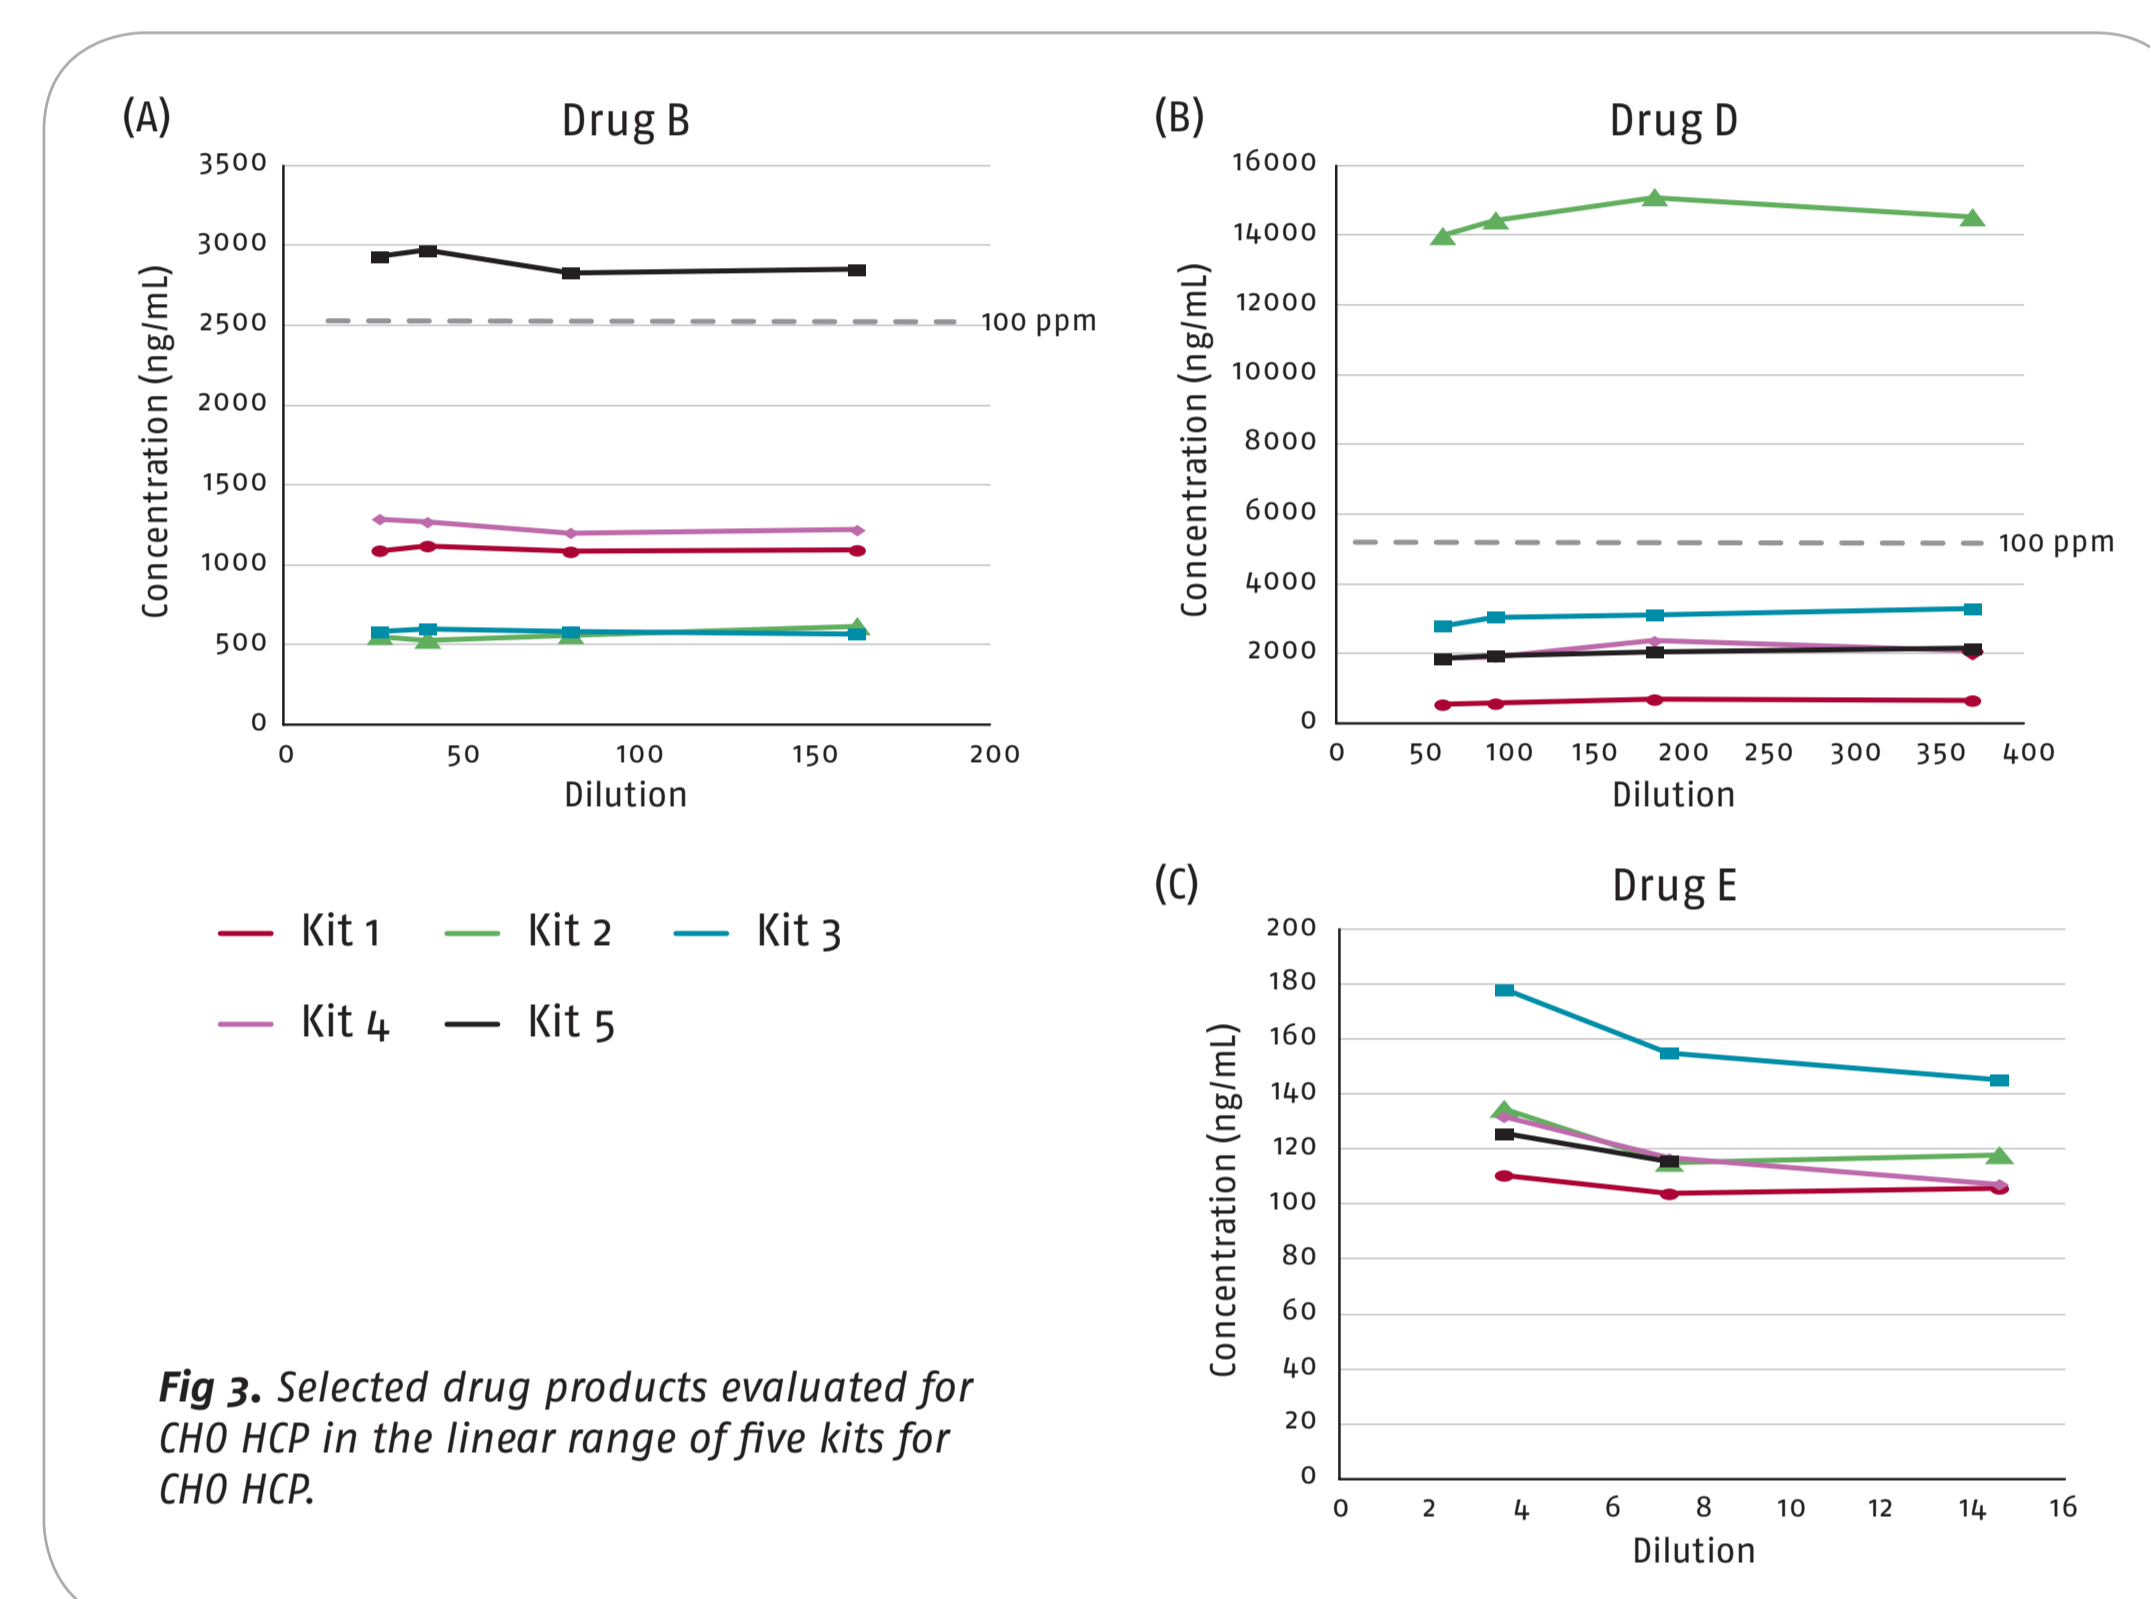 (A)
Drug B
3500
3000
2500
2000
1500
1000
500
0
Concentration (ng/mL)
100 ppm
0 50 100 150 200
Dilution
(B)
Drug D
16000
14000
12000
10000
8000
6000
4000
2000
0
Concentration (ng/mL)
100 ppm
0 50 100 150 200 250 300 350 400
Dilution
Kit 1 Kit 2 Kit 3
Kit 4 Kit 5
(C)
Drug E
200
180
160
140
120
100
80
60
40
20
0
Concentration (ng/mL)
0 2 4 6 8 10 12 14 16
Dilution
Fig 3. Selected drug products evaluated for
CHO HCP in the linear range of five kits for
CHO HCP.